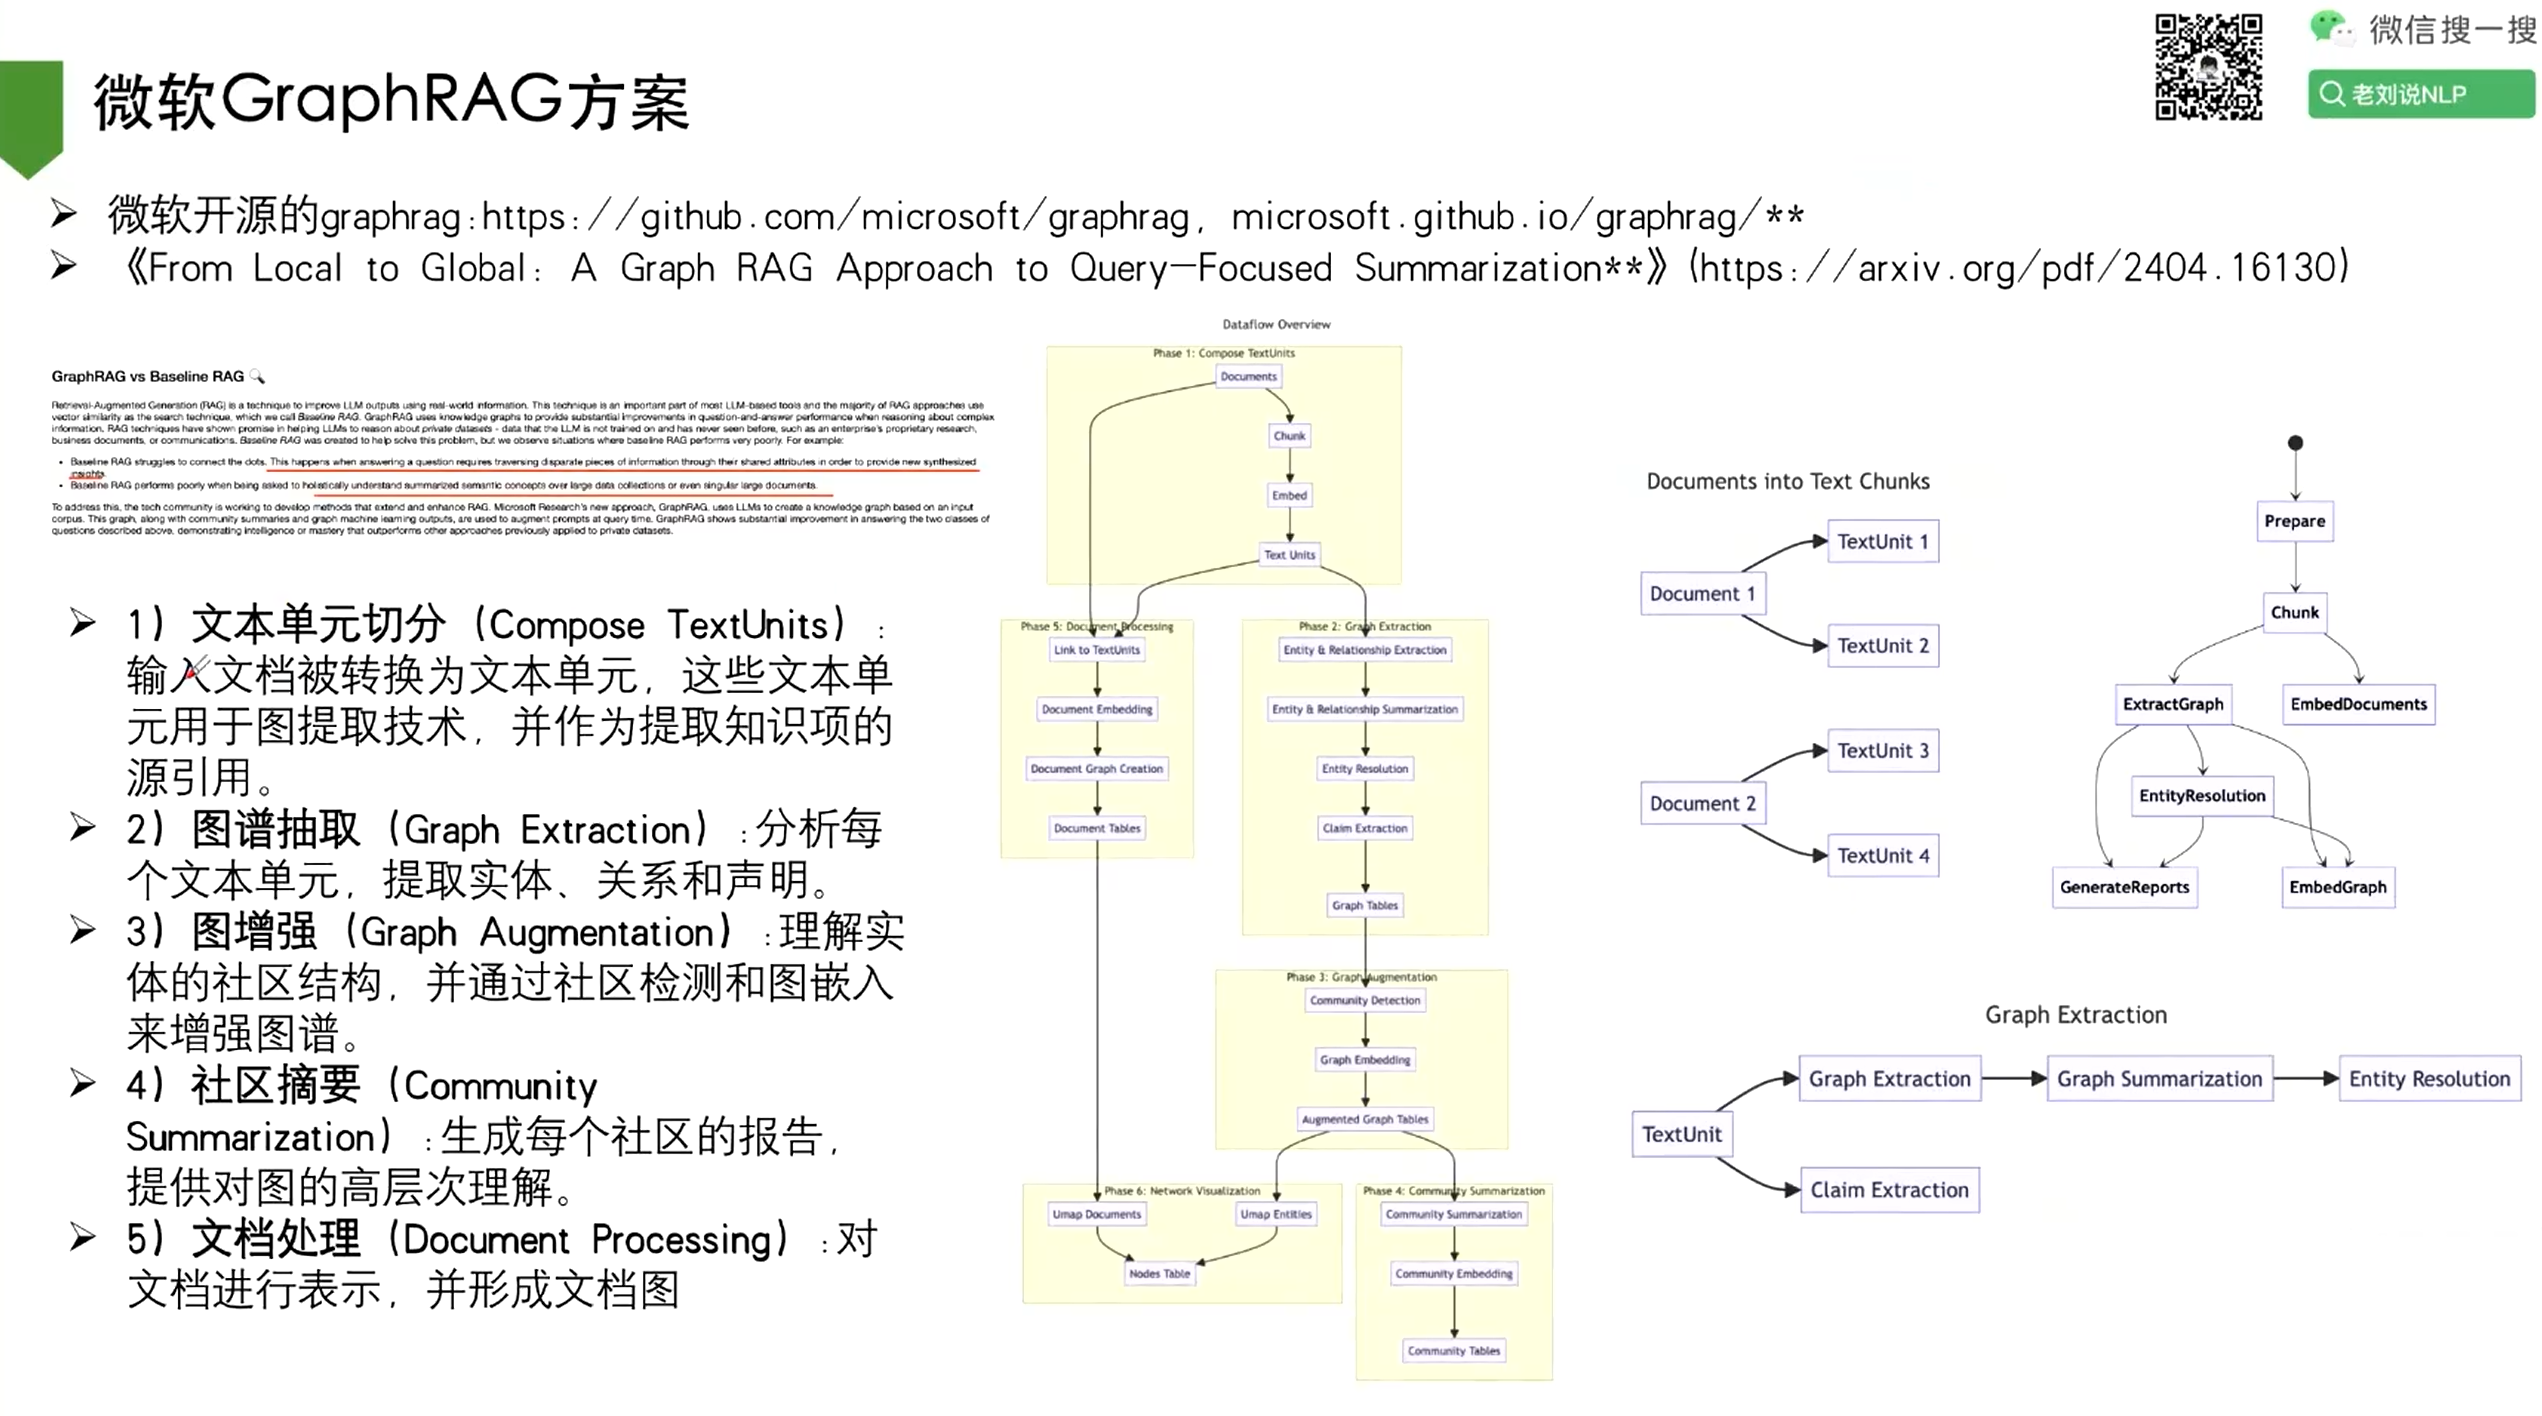 微信搜一搜
老刘说NLP
微软GraphRAG方案
微软开源的graphrag:https://github.com/microsoft/graphrag，microsoft.github.io/graphrag/**
《From Local to Global: A Graph RAG Approach to Query-Focused Summarization**》(https://arxiv.org/pdf/2404.16130)
GraphRAG vs Baseline RAG 🔍
Retrieval-Augmented Generation (RAG) is a technique to improve LLM outputs using real-world information. This technique is an important part of most LLM-based tools and the majority of RAG approaches use
vector similarity as the search technique, which we call Baseline RAG. GraphRAG uses knowledge graphs to provide substantial improvements in question-and-answer performance when reasoning about complex
information. RAG techniques have shown promise in helping LLMs to reason about private datasets - data that the LLM is not trained on and has never seen before, such as an enterprise's proprietary research,
business documents, or communications. Baseline RAG was created to help solve this problem, but we observe situations where baseline RAG performs very poorly. For example:
• Baseline RAG struggles to connect the dots. This happens when answering a question requires traversing disparate pieces of information through their shared attributes in order to provide new synthesized
insights.
• Baseline RAG performs poorly when being asked to holistically understand summarized semantic concepts over large data collections or even singular large documents.
To address this, the tech community is working to develop methods that extend and enhance RAG. Microsoft Research's new approach, GraphRAG, uses LLMs to create a knowledge graph based on an input
corpus. This graph, along with community summaries and graph machine learning outputs, are used to augment prompts at query time. GraphRAG shows substantial improvement in answering the two classes of
questions described above, demonstrating intelligence or mastery that outperforms other approaches previously applied to private datasets.
1）文本单元切分（Compose TextUnits）:
输入文档被转换为文本单元，这些文本单
元用于图提取技术，并作为提取知识项的
源引用。
2）图谱抽取（Graph Extraction）:分析每
个文本单元，提取实体、关系和声明。
3）图增强（Graph Augmentation）:理解实
体的社区结构，并通过社区检测和图嵌入
来增强图谱。
4）社区摘要（Community
Summarization）:生成每个社区的报告，
提供对图的高层次理解。
5）文档处理（Document Processing）:对
文档进行表示，并形成文档图
Dataflow Overview
Phase 1: Compose TextUnits
Documents
Chunk
Embed
Text Units
Phase 5: Document Processing
Link to TextUnits
Document Embedding
Document Graph Creation
Document Tables
Phase 2: Graph Extraction
Entity & Relationship Extraction
Entity & Relationship Summarization
Entity Resolution
Claim Extraction
Graph Tables
Phase 3: Graph Augmentation
Community Detection
Graph Embedding
Augmented Graph Tables
Phase 6: Network Visualization
Umap Documents
Umap Entities
Nodes Table
Phase 4: Community Summarization
Community Summarization
Community Embedding
Community Tables
Documents into Text Chunks
Document 1
TextUnit 1
TextUnit 2
Document 2
TextUnit 3
TextUnit 4
Prepare
Chunk
ExtractGraph
EmbedDocuments
EntityResolution
GenerateReports
EmbedGraph
Graph Extraction
TextUnit
Graph Extraction
Graph Summarization
Entity Resolution
Claim Extraction